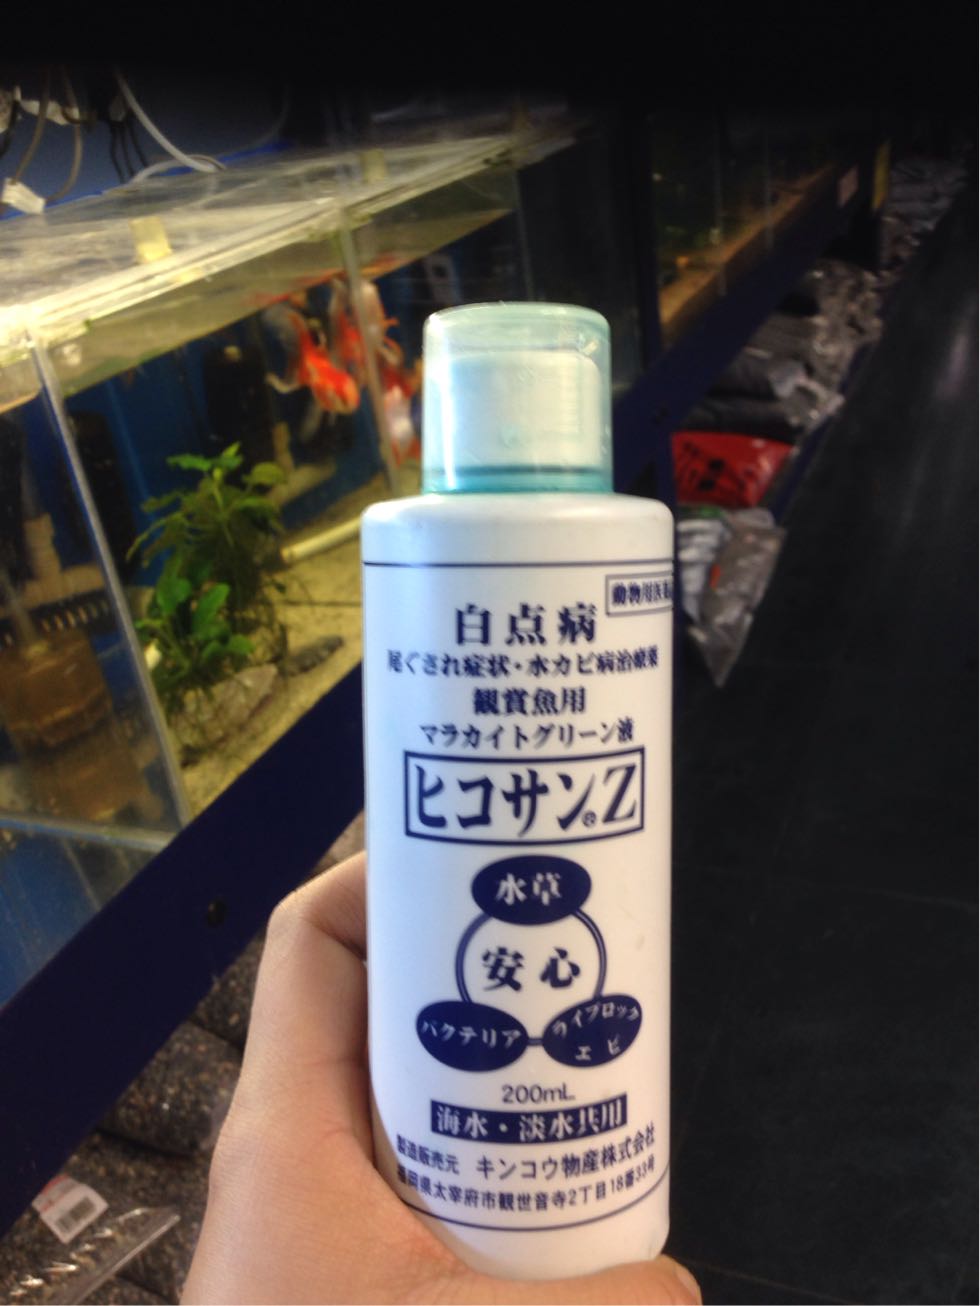 動物用医薬
白点病
尾ぐされ症状・水カビ病治療薬
観賞魚用
マラカイトグリーン液
ヒコサン®Z
水草
安心
バクテリア
ライブロック
エビ
200mL
海水・淡水共用
製造販売元 キンコウ物産株式会社
福岡県太宰府市観世音寺2丁目18番33号